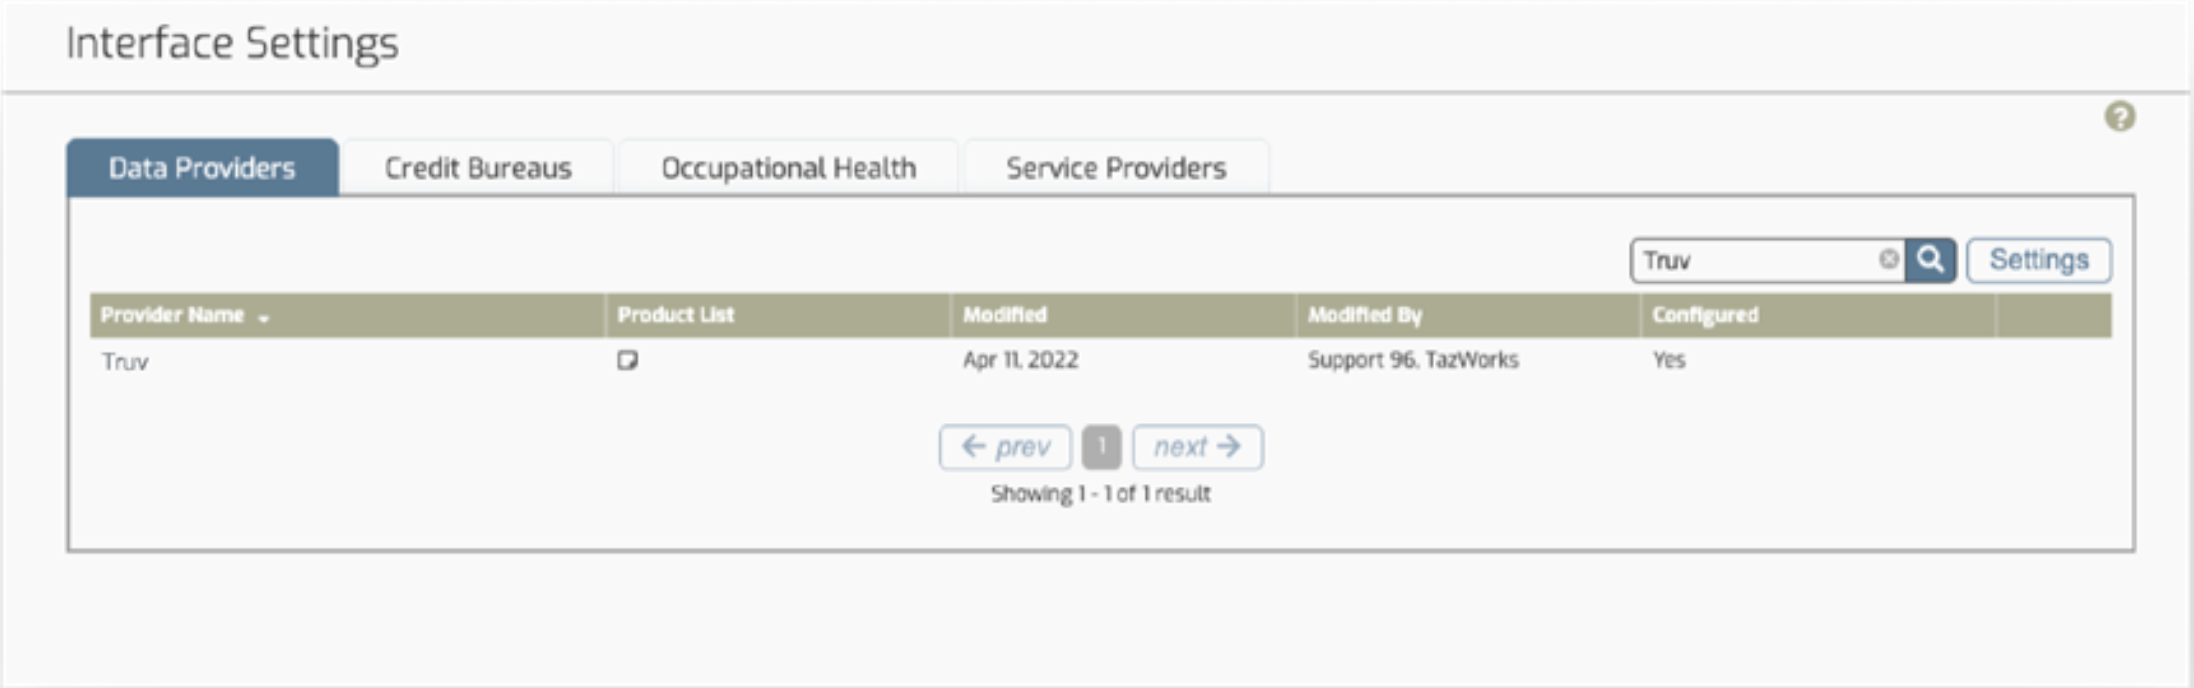 Interface Settings
?
Data Providers Credit Bureaus Occupational Health Service Providers
Truv Settings
Provider Name Product List Modified Modified By Configured
Truv Apr 11, 2022 Support 96, TazWorks Yes
← prev 1 next →
Showing 1 - 1 of 1 result